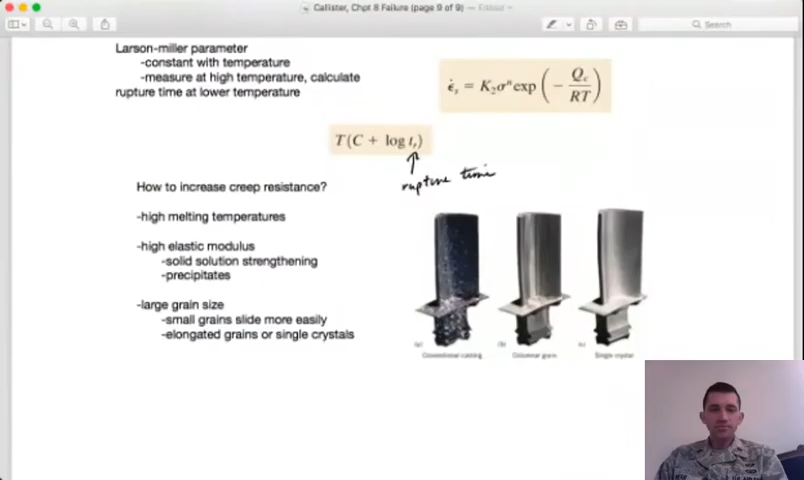 Callister, Chpt 8 Failure (page 9 of 9)
Search
Larson-miller parameter
-constant with temperature
-measure at high temperature, calculate
rupture time at lower temperature
ε̇ₛ = K₂σⁿ exp (− Q_c / RT)
T(C + log tᵣ)
rupture time
How to increase creep resistance?
-high melting temperatures
-high elastic modulus
-solid solution strengthening
-precipitates
-large grain size
-small grains slide more easily
-elongated grains or single crystals
(a) (b) (c)
Conventional casting Columnar grain Single crystal